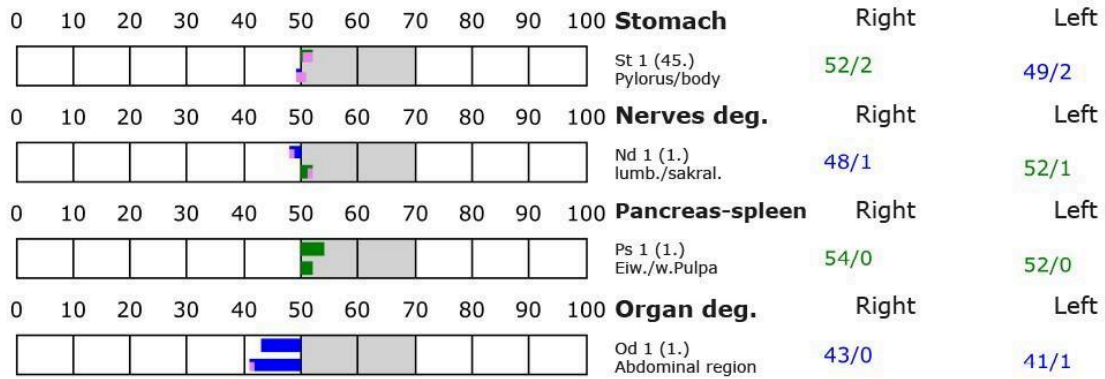 0 10 20 30 40 50 60 70 80 90 100 Stomach Right Left
St 1 (45.) 52/2 49/2
Pylorus/body
0 10 20 30 40 50 60 70 80 90 100 Nerves deg. Right Left
Nd 1 (1.) 48/1 52/1
lumb./sakral.
0 10 20 30 40 50 60 70 80 90 100 Pancreas-spleen Right Left
Ps 1 (1.) 54/0 52/0
Eiw./w.Pulpa
0 10 20 30 40 50 60 70 80 90 100 Organ deg. Right Left
Od 1 (1.) 43/0 41/1
Abdominal region